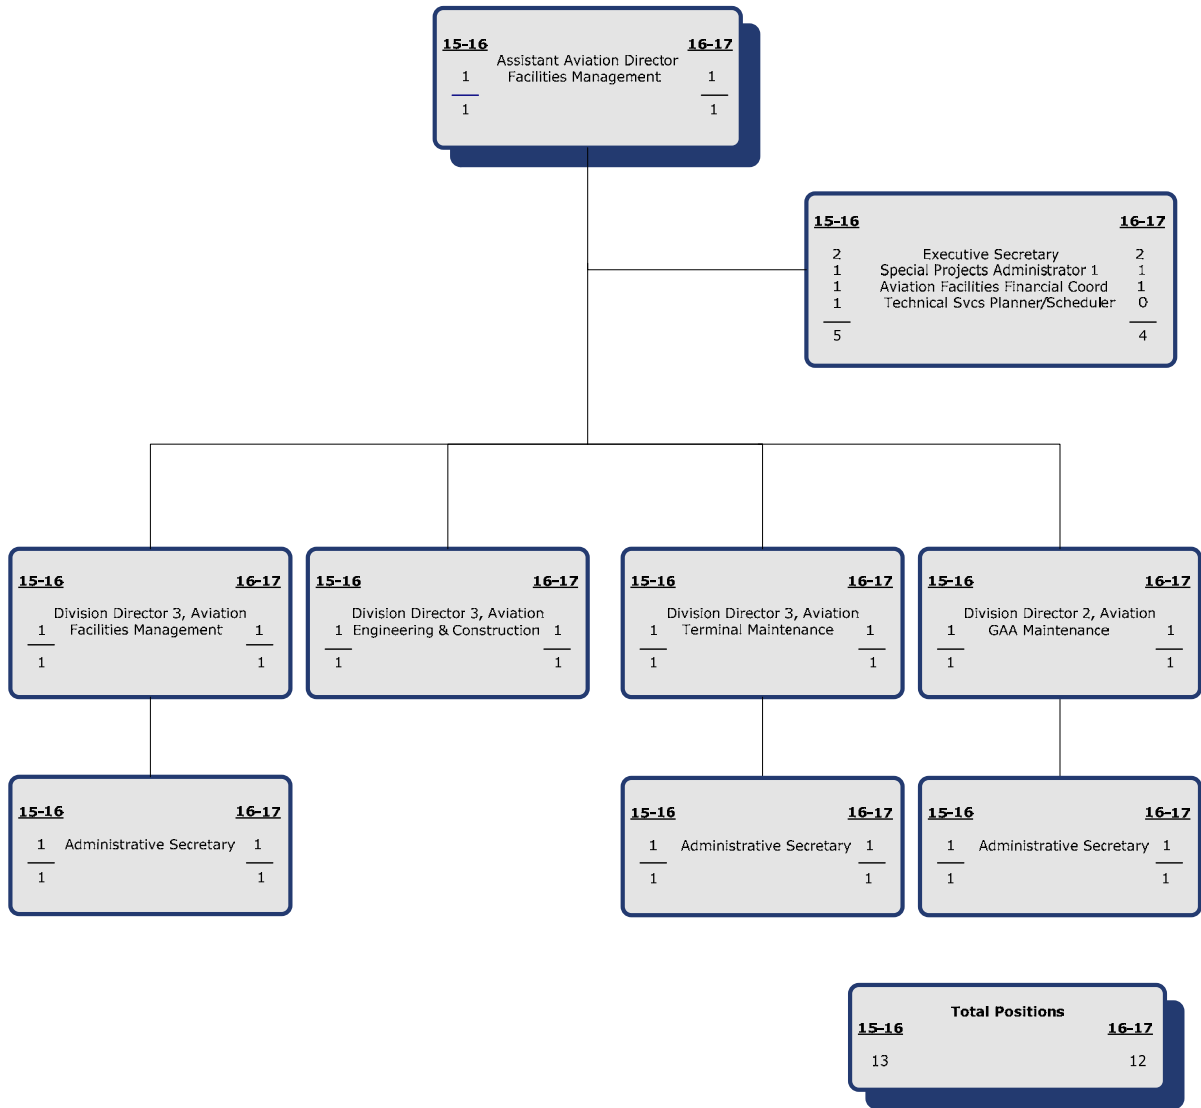 15-16 16-17
Assistant Aviation Director
1 Facilities Management 1
1 1
15-16 16-17
2 Executive Secretary 2
1 Special Projects Administrator 1 1
1 Aviation Facilities Financial Coord 1
1 Technical Svcs Planner/Scheduler 0
5 4
15-16 16-17
Division Director 3, Aviation
1 Facilities Management 1
1 1
15-16 16-17
Division Director 3, Aviation
1 Engineering & Construction 1
1 1
15-16 16-17
Division Director 3, Aviation
1 Terminal Maintenance 1
1 1
15-16 16-17
Division Director 2, Aviation
1 GAA Maintenance 1
1 1
15-16 16-17
1 Administrative Secretary 1
1 1
15-16 16-17
1 Administrative Secretary 1
1 1
15-16 16-17
1 Administrative Secretary 1
1 1
Total Positions
15-16 16-17
13 12